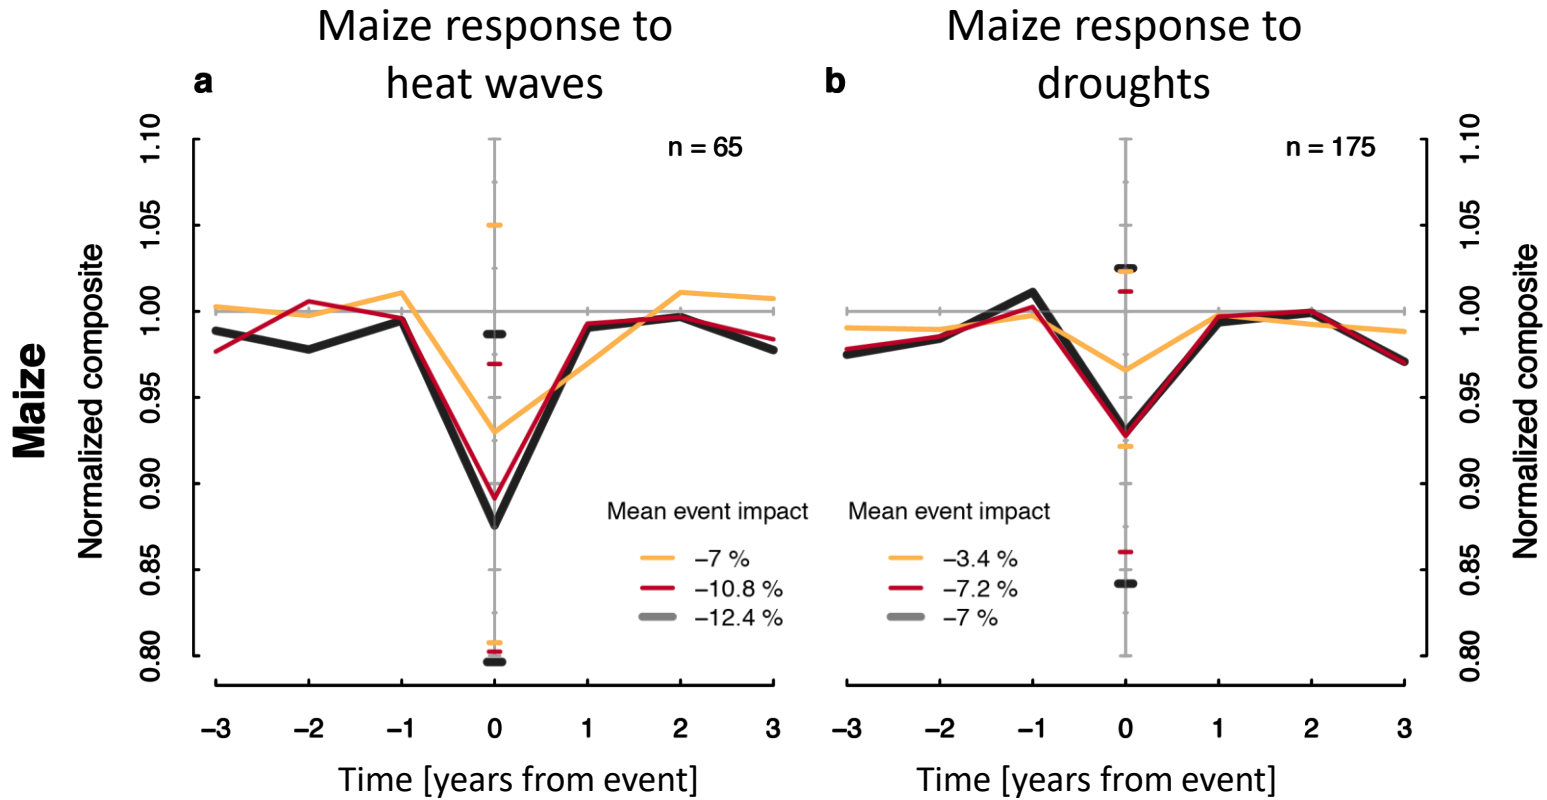 Maize response to
heat waves
Maize response to
droughts
a
b
n = 65
n = 175
Maize
Normalized composite
1.10
1.05
1.00
0.95
0.90
0.85
0.80
Mean event impact
−7 %
−10.8 %
−12.4 %
Mean event impact
−3.4 %
−7.2 %
−7 %
1.10
1.05
1.00
0.95
0.90
0.85
0.80
Normalized composite
−3 −2 −1 0 1 2 3
−3 −2 −1 0 1 2 3
Time [years from event]
Time [years from event]